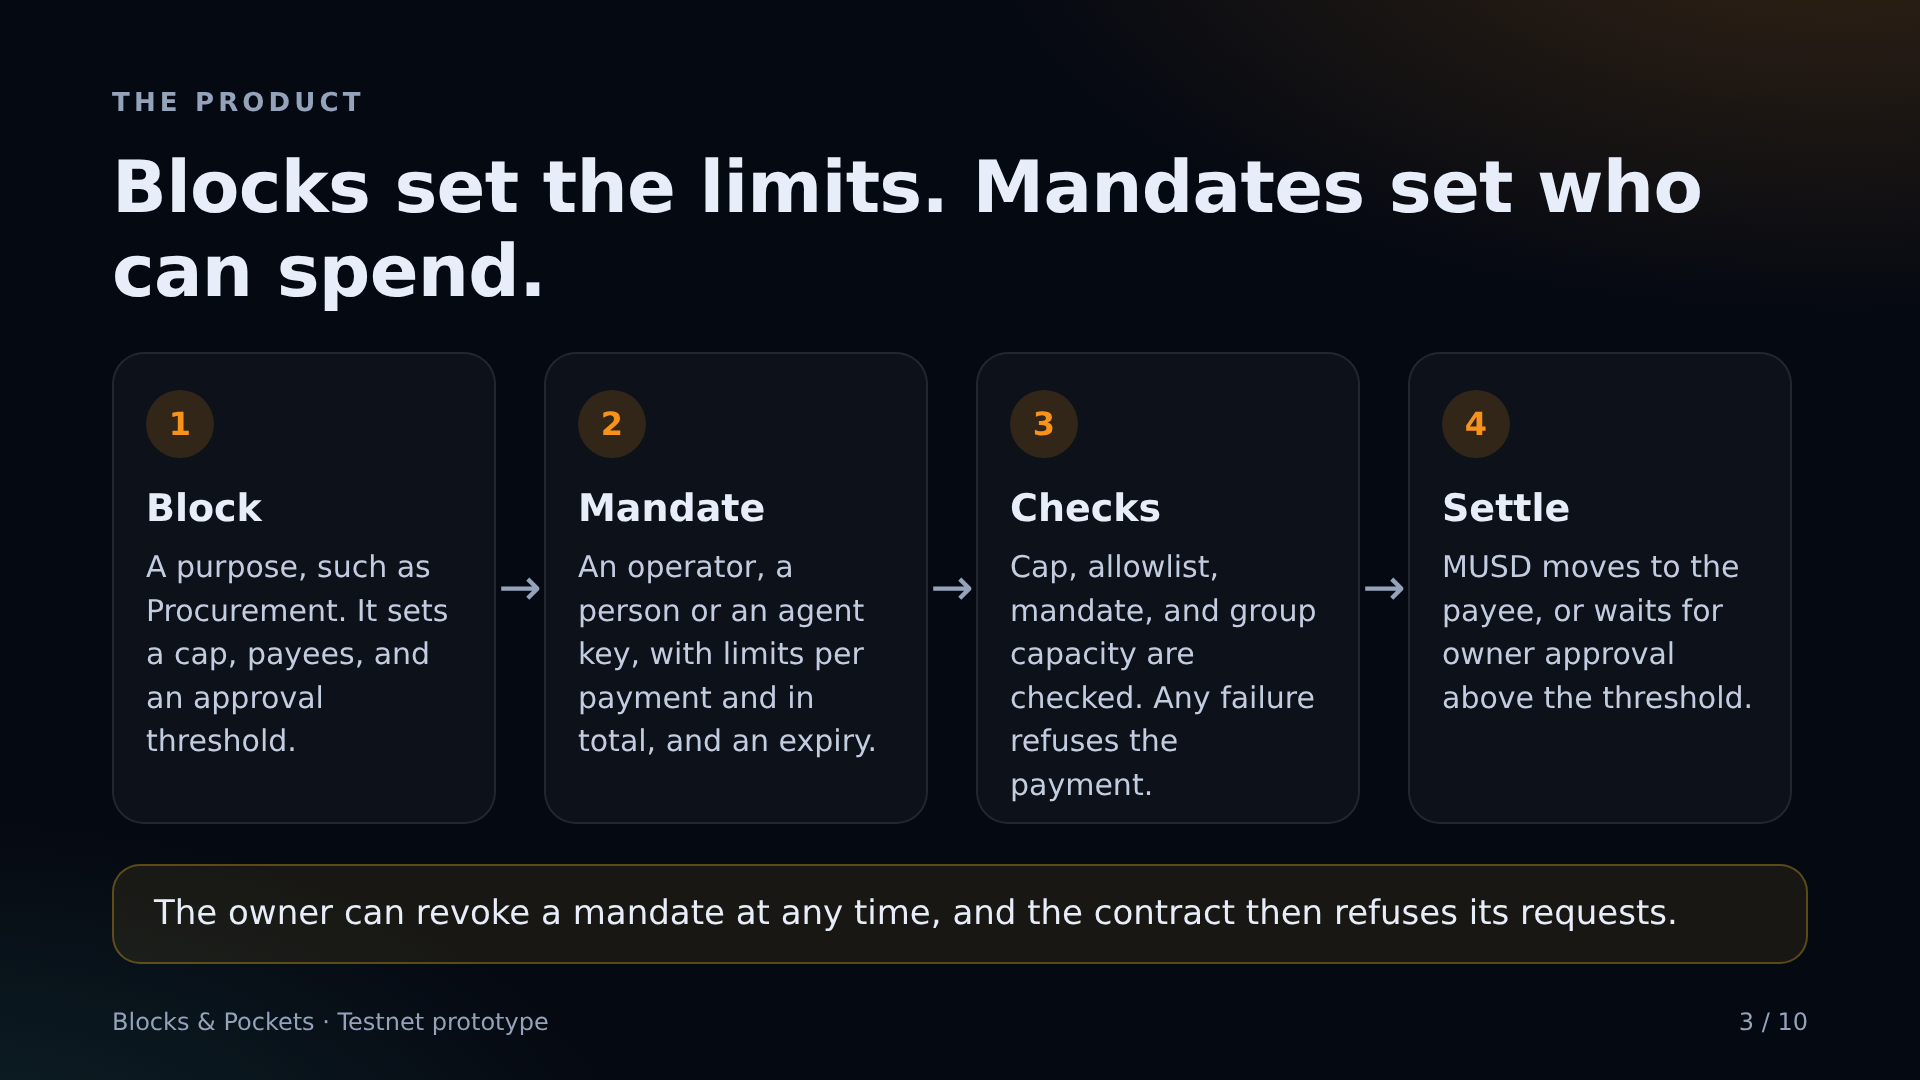 THE PRODUCT
Blocks set the limits. Mandates set who
can spend.
1
Block
A purpose, such as
Procurement. It sets
a cap, payees, and
an approval
threshold.
→
2
Mandate
An operator, a
person or an agent
key, with limits per
payment and in
total, and an expiry.
→
3
Checks
Cap, allowlist,
mandate, and group
capacity are
checked. Any failure
refuses the
payment.
→
4
Settle
MUSD moves to the
payee, or waits for
owner approval
above the threshold.
The owner can revoke a mandate at any time, and the contract then refuses its requests.
Blocks & Pockets · Testnet prototype
3 / 10